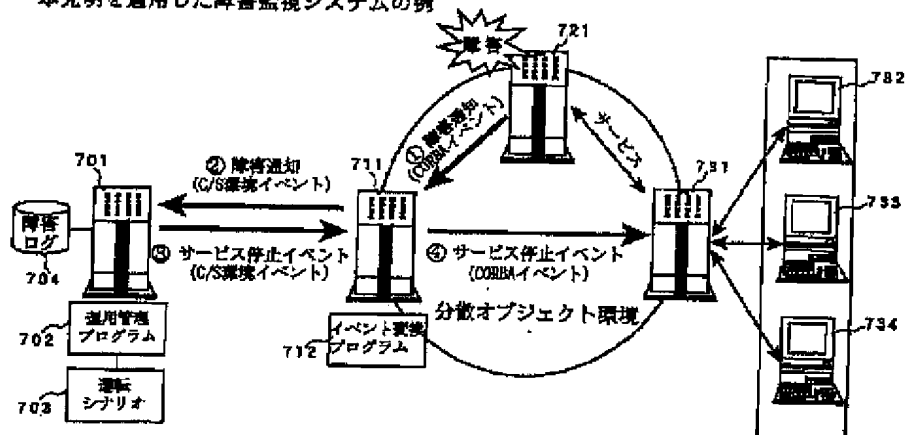 本発明を適用した障害監視システムの例
障害
721
782
① 障害通知
(CORBAイベント)
サービス
701
② 障害通知
(C/S環境イベント)
711
731
733
障害
ログ
704
③ サービス停止イベント
(C/S環境イベント)
④ サービス停止イベント
(CORBAイベント)
分散オブジェクト環境
702
運用管理
プログラム
712
イベント変換
プログラム
734
703
運転
シナリオ